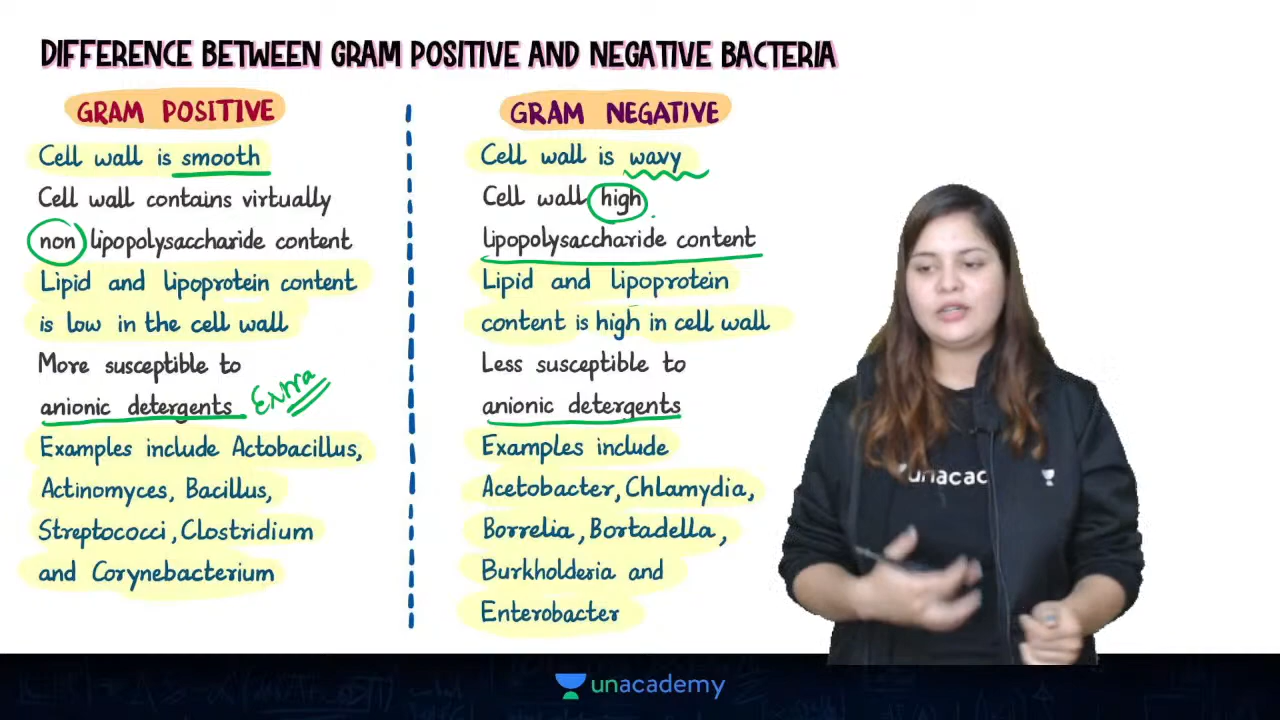 DIFFERENCE BETWEEN GRAM POSITIVE AND NEGATIVE BACTERIA
GRAM POSITIVE
Cell wall is smooth
Cell wall contains virtually
non lipopolysaccharide content
Lipid and lipoprotein content
is low in the cell wall
More susceptible to
anionic detergents Extra
Examples include Actobacillus,
Actinomyces, Bacillus,
Streptococci, Clostridium
and Corynebacterium
GRAM NEGATIVE
Cell wall is wavy
Cell wall high
lipopolysaccharide content
Lipid and lipoprotein
content is high in cell wall
Less susceptible to
anionic detergents
Examples include
Acetobacter, Chlamydia,
Borrelia, Bortadella,
Burkholderia and
Enterobacter
unacad
unacademy